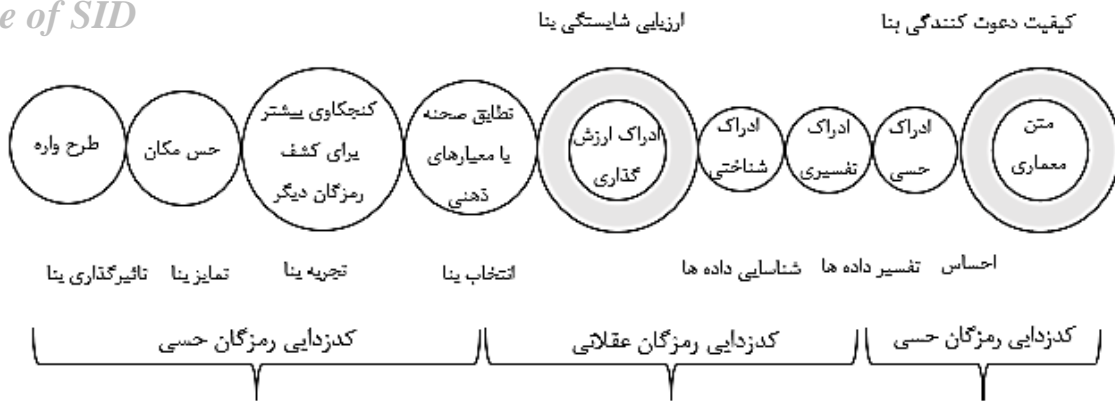 e of SID
کیفیت دعوت کنندگی بنا
ارزیابی شایستگی بنا
متن
معماری
ادراک
حسی
ادراک
تفسیری
ادراک
شناختی
ادراک ارزش
گذاری
تطابق صحنه
با معیارهای
ذهنی
کنجکاوی بیشتر
برای کشف
رمزگان دیگر
حس مکان
طرح واره
احساس
تفسیر داده ها
شناسایی داده ها
انتخاب بنا
تجربه بنا
تمایز بنا
تاثیرگذاری بنا
کدزدایی رمزگان حسی
کدزدایی رمزگان عقلانی
کدزدایی رمزگان حسی